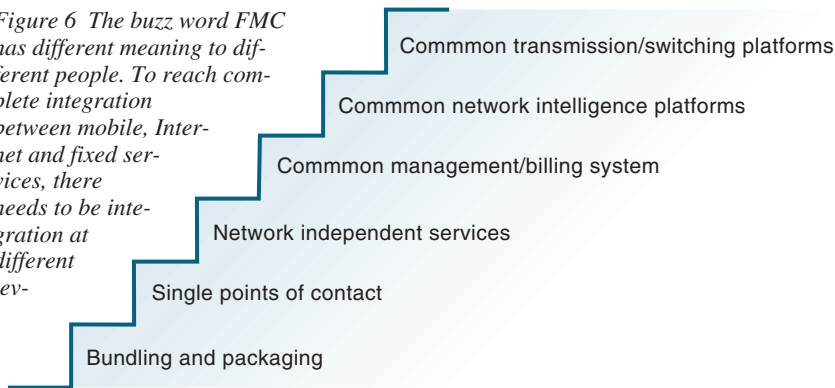 Figure 6 The buzz word FMC
has different meaning to dif-
ferent people. To reach com-
plete integration
between mobile, Inter-
net and fixed ser-
vices, there
needs to be inte-
gration at
different
lev-
Commmon transmission/switching platforms
Commmon network intelligence platforms
Commmon management/billing system
Network independent services
Single points of contact
Bundling and packaging